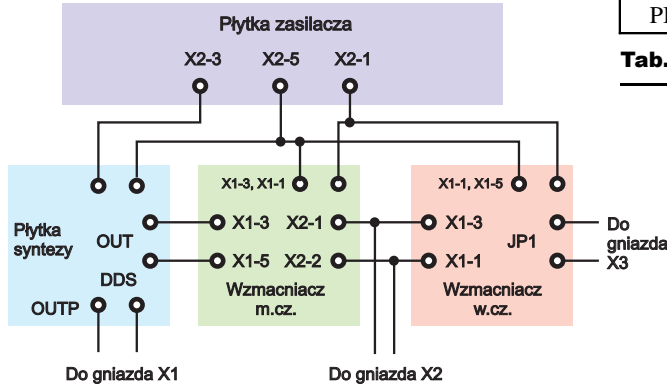 Płytka zasilacza
X2-3 X2-5 X2-1
Tab.
X1-3, X1-1
X1-1, X1-5
Płytka
syntezy
OUT
DDS
OUTP
X1-3 X2-1
X1-5 X2-2
Wzmacniacz
m.cz.
X1-3
JP1
X1-1
Wzmacniacz
w.cz.
Do
gniazda
X3
Do gniazda X1
Do gniazda X2